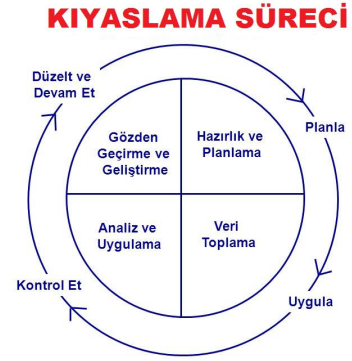 KIYASLAMA SÜRECİ
Düzelt ve
Devam Et
Planla
Gözden
Geçirme ve
Geliştirme
Hazırlık ve
Planlama
Analiz ve
Uygulama
Veri
Toplama
Kontrol Et
Uygula